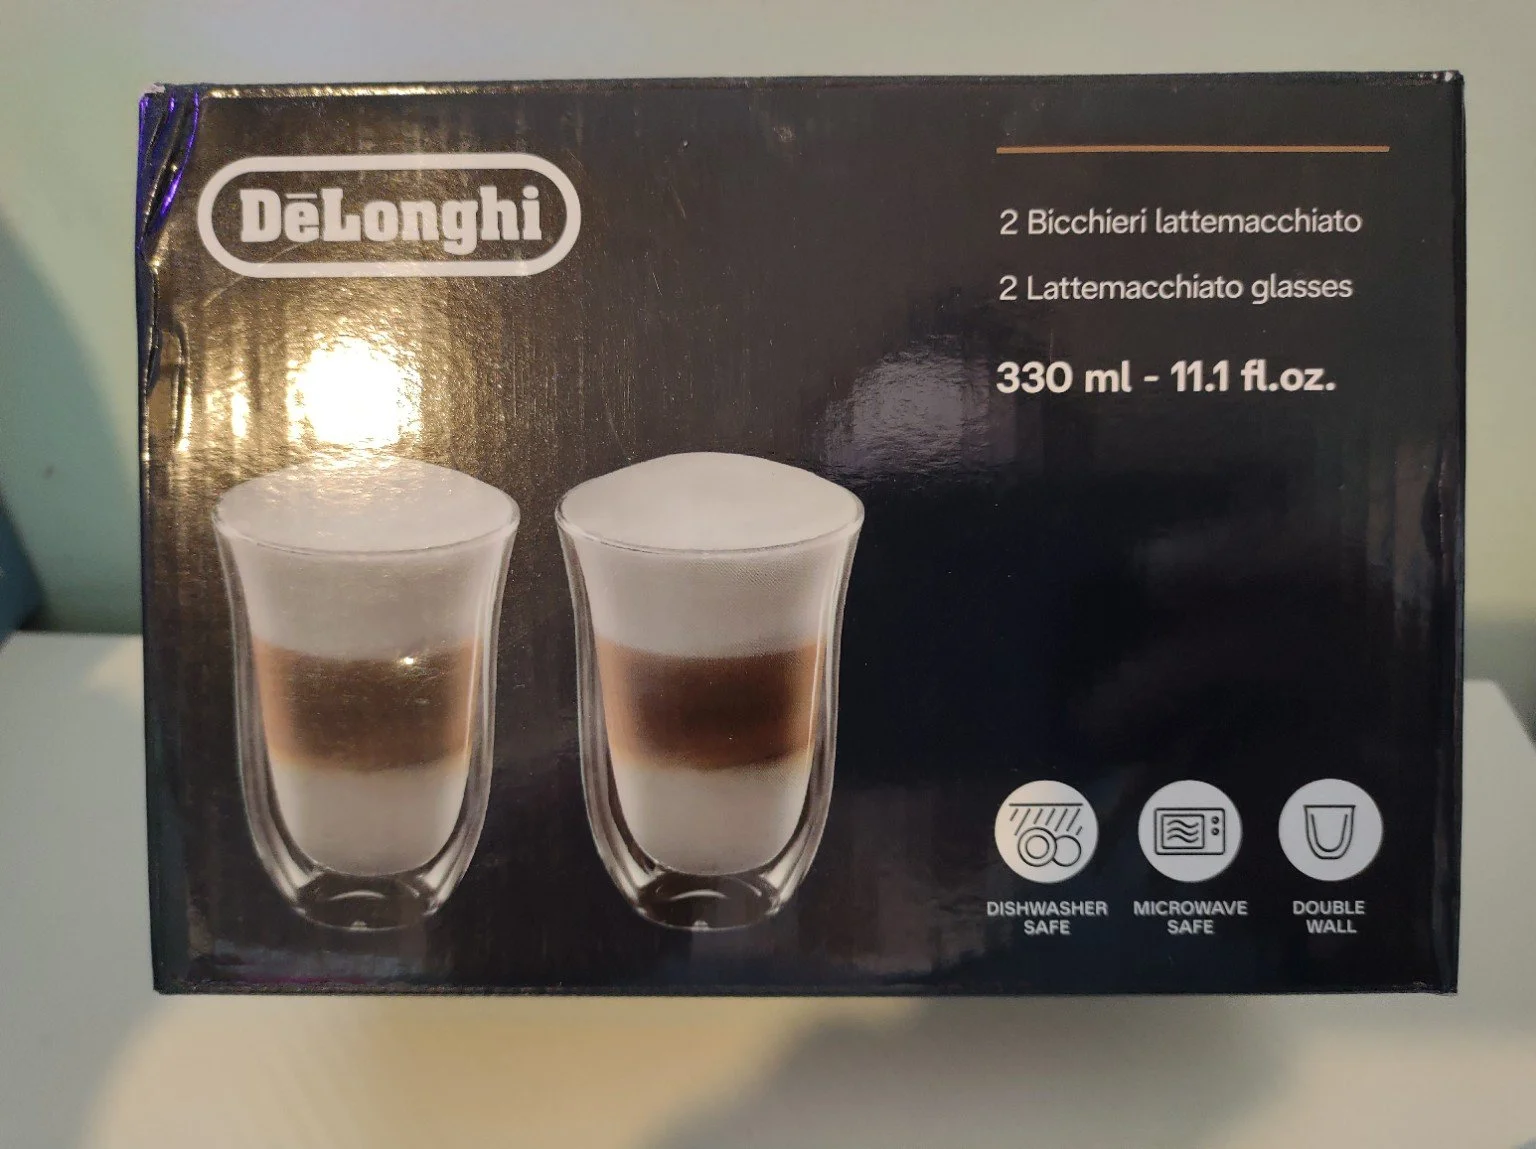 DēLonghi
2 Bicchieri lattemacchiato
2 Lattemacchiato glasses
330 ml - 11.1 fl.oz.
DISHWASHER
SAFE
MICROWAVE
SAFE
DOUBLE
WALL